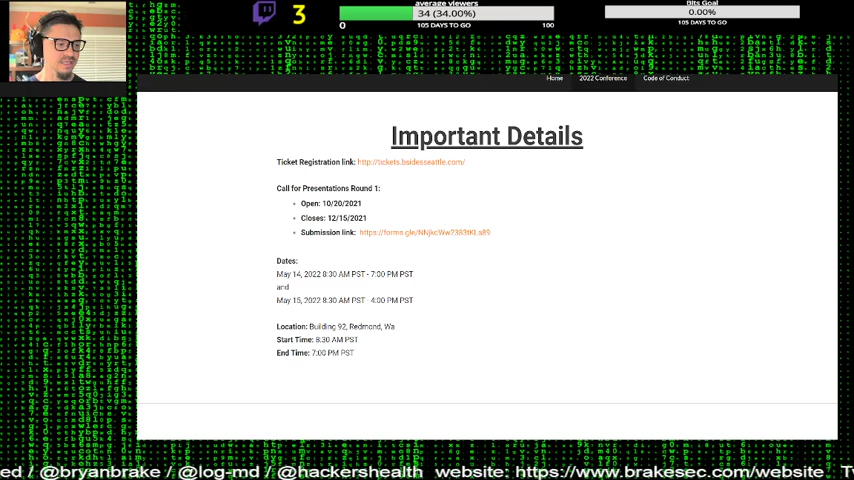 average viewers
34 (34.00%)
0
100
105 DAYS TO GO
3
Bits Goal
0.00%
105 DAYS TO GO
Home 2022 Conference Code of Conduct
Important Details
Ticket Registration link: http://tickets.bsidesseattle.com/
Call for Presentations Round 1:
Open: 10/20/2021
Closes: 12/15/2021
Submission link:
Dates:
May 14, 2022 8:30 AM PST - 7:00 PM PST
and
May 15, 2022 8:30 AM PST - 4:00 PM PST
Location: Building 92, Redmond, Wa
Start Time: 8:30 AM PST
End Time: 7:00 PM PST
ed / @bryanbrake / @log-md / @hackershealth website: https://www.brakesec.com/website